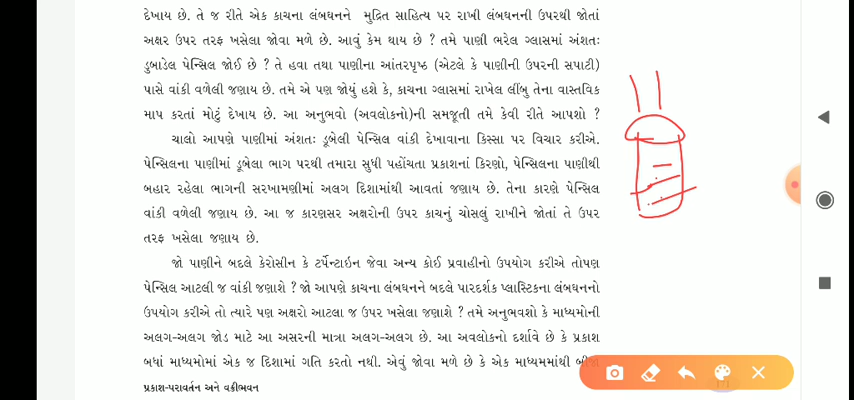 દેખાય છે. તે જ રીતે એક કાચના લંબઘનને મુદ્રિત સાહિત્ય પર રાખી લંબઘનની ઉપરથી જોતાં
અક્ષર ઉપર તરફ ખસેલા જોવા મળે છે. આવું કેમ થાય છે ? તમે પાણી ભરેલ ગ્લાસમાં અંશતઃ
ડુબાડેલ પેન્સિલ જોઈ છે ? તે હવા તથા પાણીના આંતરપૃષ્ઠ (એટલે કે પાણીની ઉપરની સપાટી)
પાસે વાંકી વળેલી જણાય છે. તમે એ પણ જોયું હશે કે, કાચના ગ્લાસમાં રાખેલ લીંબુ તેના વાસ્તવિક
માપ કરતાં મોટું દેખાય છે. આ અનુભવો (અવલોકનો)ની સમજૂતી તમે કેવી રીતે આપશો ?
ચાલો આપણે પાણીમાં અંશતઃ ડૂબેલી પેન્સિલ વાંકી દેખાવાના કિસ્સા પર વિચાર કરીએ.
પેન્સિલના પાણીમાં ડૂબેલા ભાગ પરથી તમારા સુધી પહોંચતા પ્રકાશનાં કિરણો, પેન્સિલના પાણીથી
બહાર રહેલા ભાગની સરખામણીમાં અલગ દિશામાંથી આવતાં જણાય છે. તેના કારણે પેન્સિલ
વાંકી વળેલી જણાય છે. આ જ કારણસર અક્ષરોની ઉપર કાચનું ચોસલું રાખીને જોતાં તે ઉપર
તરફ ખસેલા જણાય છે.
જો પાણીને બદલે કેરોસીન કે ટર્પેન્ટાઇન જેવા અન્ય કોઈ પ્રવાહીનો ઉપયોગ કરીએ તોપણ
પેન્સિલ આટલી જ વાંકી જણાશે ? જો આપણે કાચના લંબઘનને બદલે પારદર્શક પ્લાસ્ટિકના લંબઘનનો
ઉપયોગ કરીએ તો ત્યારે પણ અક્ષરો આટલા જ ઉપર ખસેલા જણાશે ? તમે અનુભવશો કે માધ્યમોની
અલગ-અલગ જોડ માટે આ અસરની માત્રા અલગ-અલગ છે. આ અવલોકનો દર્શાવે છે કે પ્રકાશ
બધાં માધ્યમોમાં એક જ દિશામાં ગતિ કરતો નથી. એવું જોવા મળે છે કે એક માધ્યમમાંથી બીજા
પ્રકાશ-પરાવર્તન અને વક્રીભવન